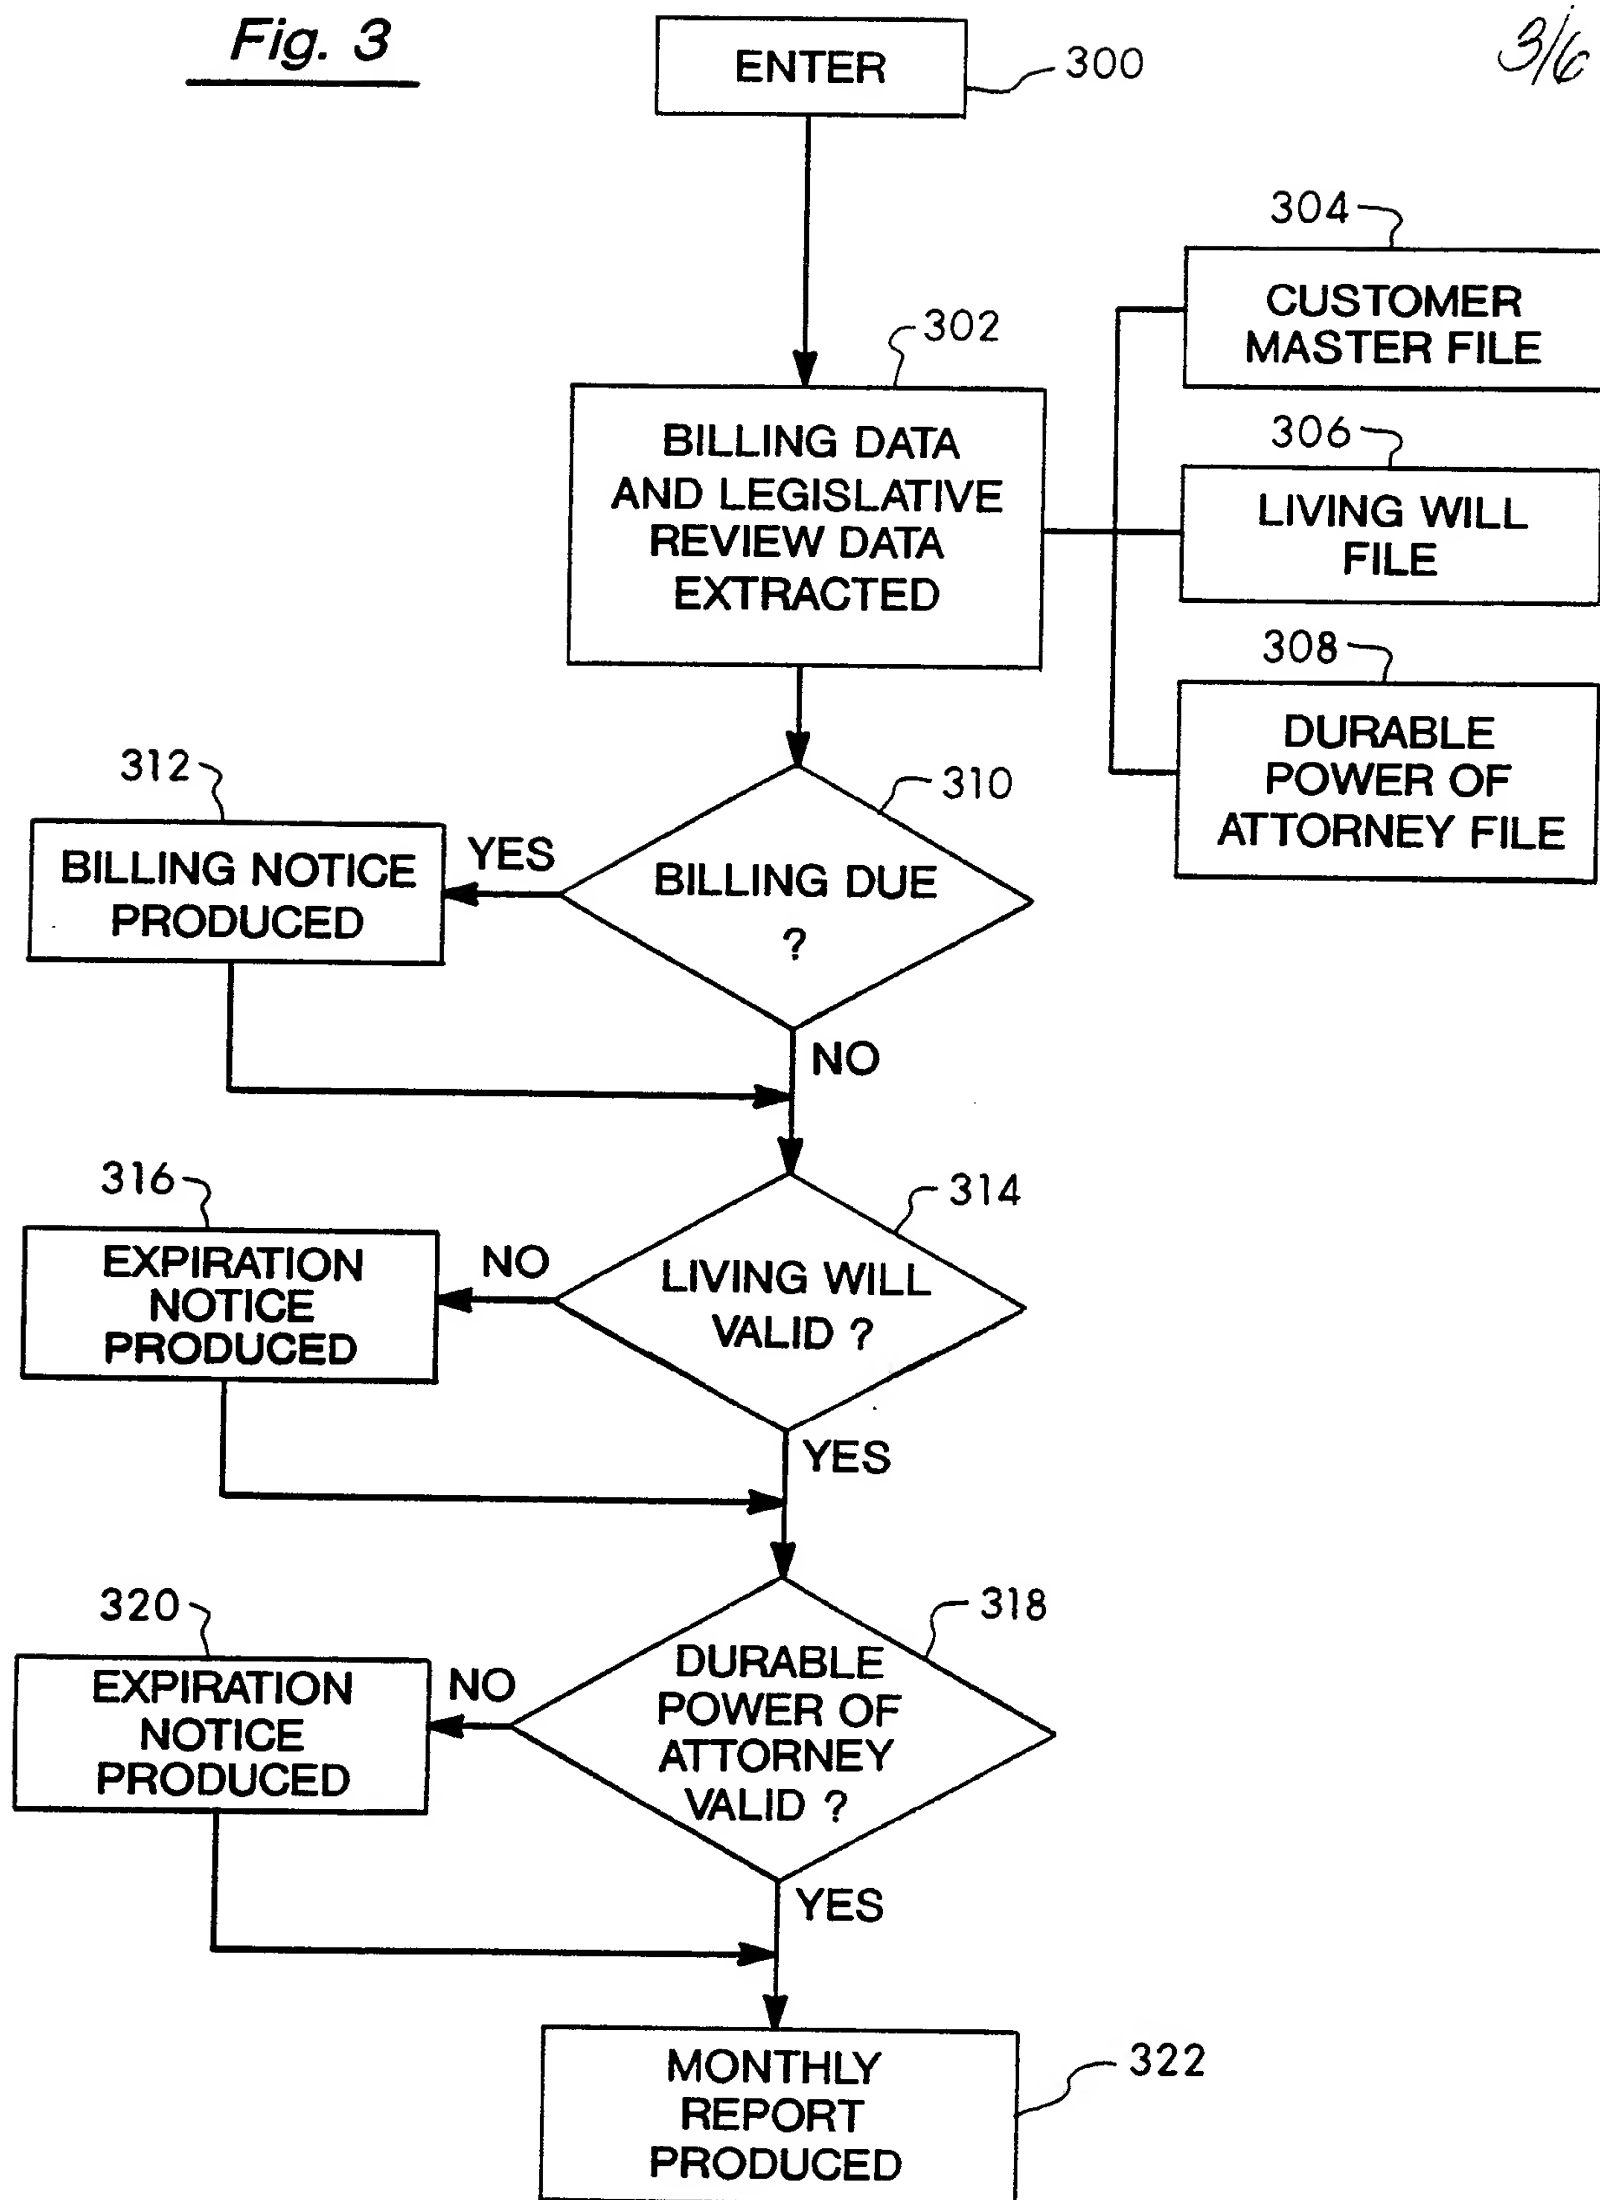 Fig. 3
3/6
ENTER
300
304
CUSTOMER
MASTER FILE
302
BILLING DATA
AND LEGISLATIVE
REVIEW DATA
EXTRACTED
306
LIVING WILL
FILE
308
DURABLE
POWER OF
ATTORNEY FILE
312
BILLING NOTICE
PRODUCED
YES
310
BILLING DUE
?
NO
316
EXPIRATION
NOTICE
PRODUCED
NO
314
LIVING WILL
VALID ?
YES
320
EXPIRATION
NOTICE
PRODUCED
NO
318
DURABLE
POWER OF
ATTORNEY
VALID ?
YES
MONTHLY
REPORT
PRODUCED
322